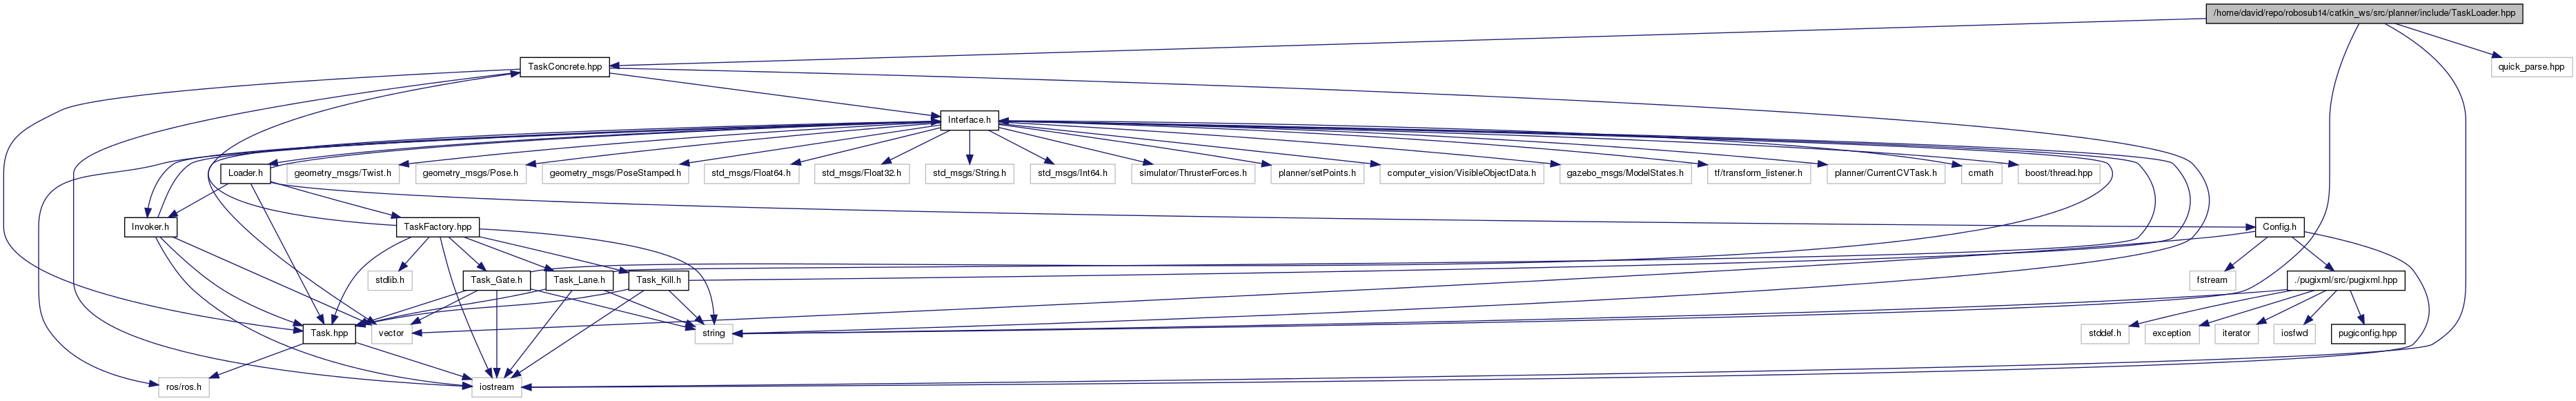 /home/david/repo/robosub14/catkin_ws/src/planner/include/TaskLoader.hpp
TaskConcrete.hpp
quick_parse.hpp
Interface.h
Loader.h
geometry_msgs/Twist.h
geometry_msgs/Pose.h
geometry_msgs/PoseStamped.h
std_msgs/Float64.h
std_msgs/Float32.h
std_msgs/String.h
std_msgs/Int64.h
simulator/ThrusterForces.h
planner/setPoints.h
computer_vision/VisibleObjectData.h
gazebo_msgs/ModelStates.h
tf/transform_listener.h
planner/CurrentCVTask.h
cmath
boost/thread.hpp
Invoker.h
TaskFactory.hpp
Config.h
stdlib.h
Task_Gate.h
Task_Lane.h
Task_Kill.h
fstream
./pugixml/src/pugixml.hpp
Task.hpp
vector
string
stddef.h
exception
iterator
iosfwd
pugiconfig.hpp
ros/ros.h
iostream